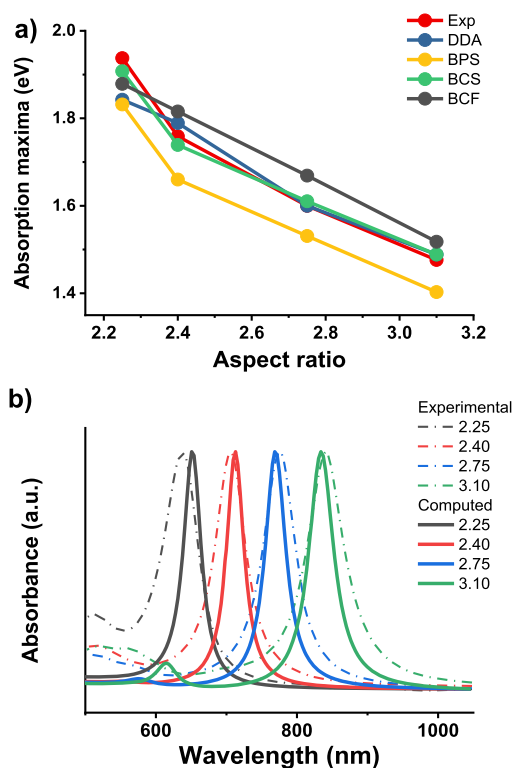 a)
Absorption maxima (eV)
2.0
1.8
1.6
1.4
2.2
2.4
2.6
2.8
3.0
3.2
Aspect ratio
Exp
DDA
BPS
BCS
BCF
b)
Absorbance (a.u.)
600
800
1000
Wavelength (nm)
Experimental
2.25
2.40
2.75
3.10
Computed
2.25
2.40
2.75
3.10